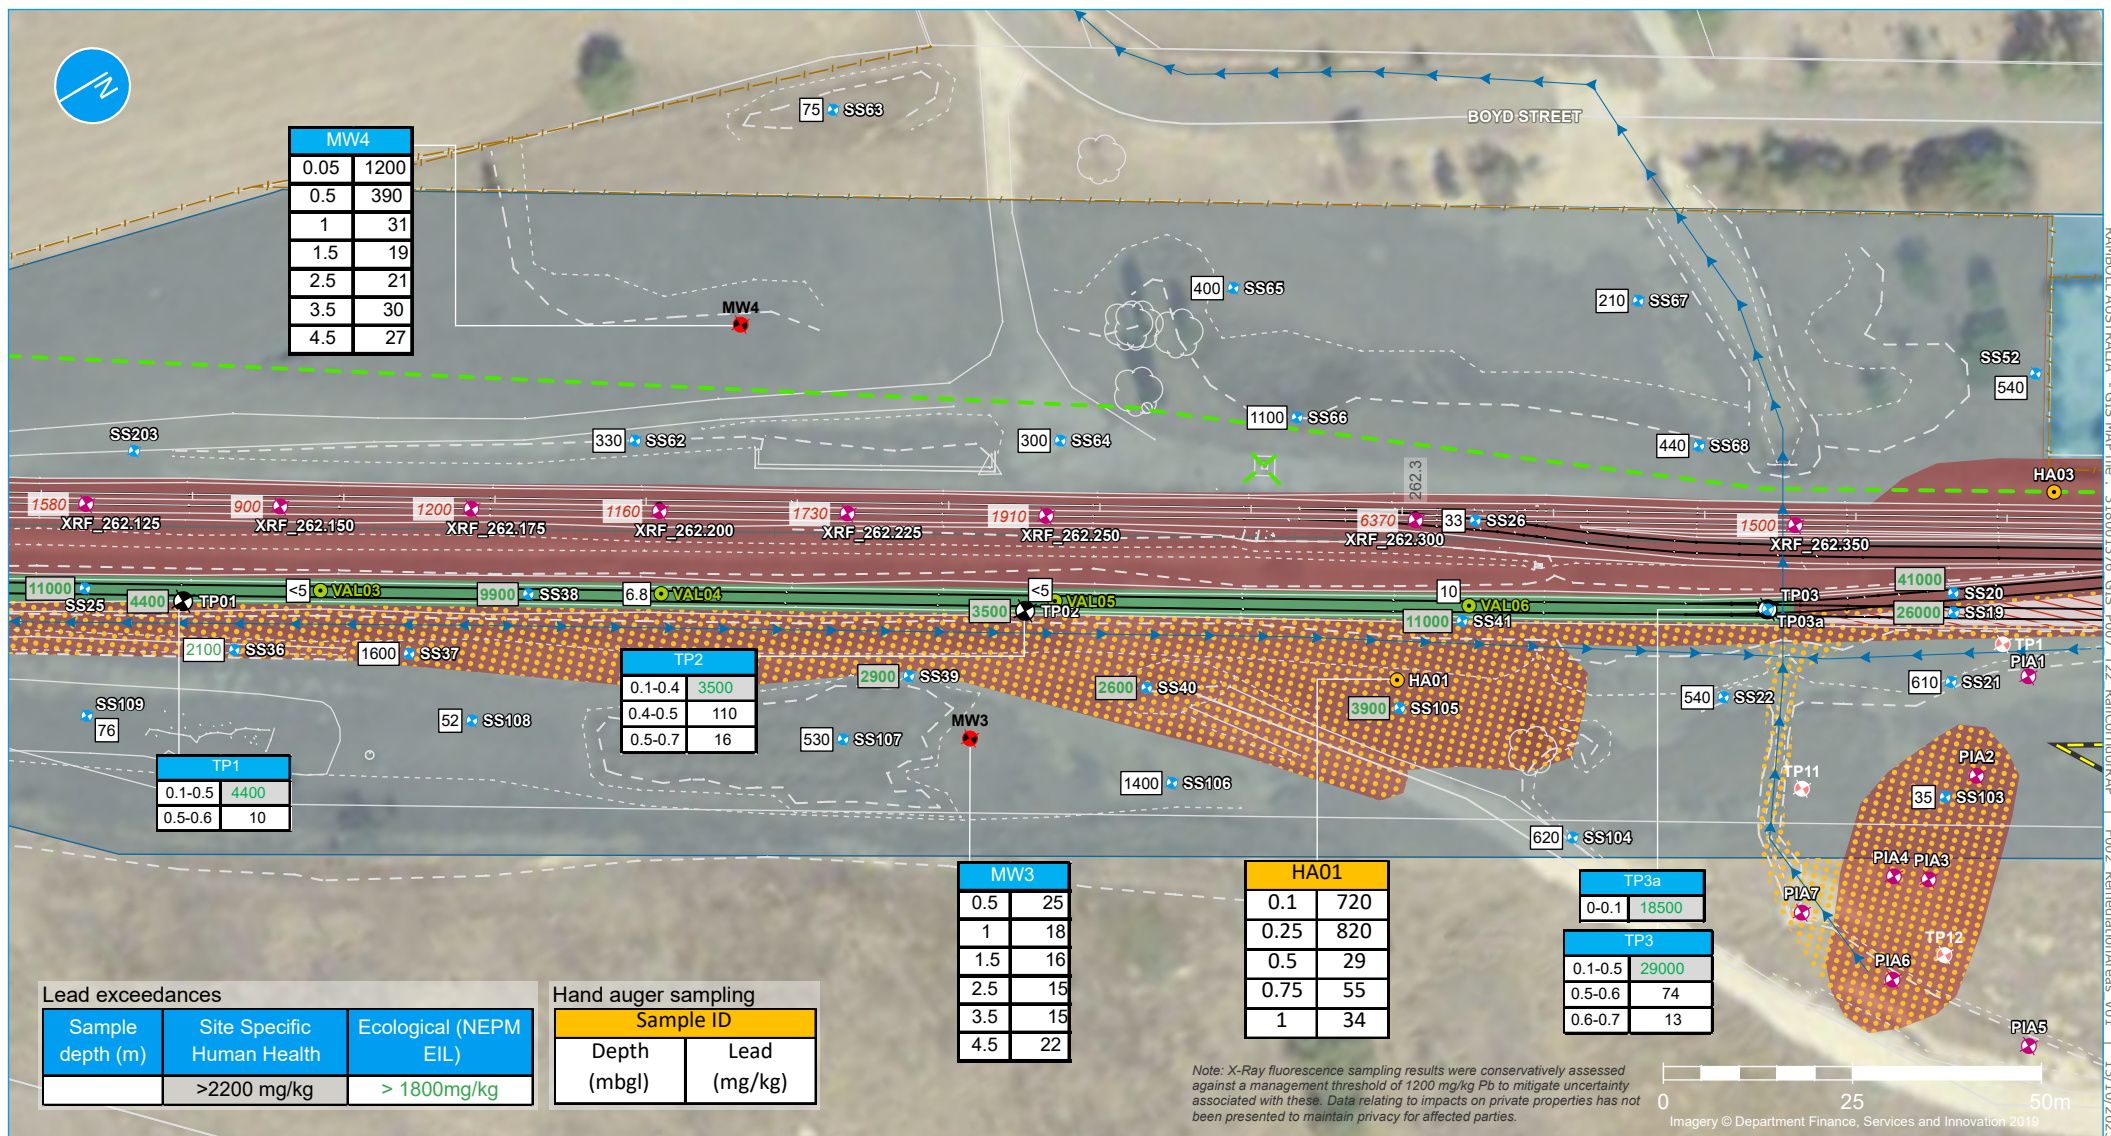 N
75 SS63
BOYD STREET
MW4
0.05 1200
0.5 390
1 31
1.5 19
2.5 21
3.5 30
4.5 27
MW4
400 SS65
210 SS67
SS52
540
SS203
330 SS62
300 SS64
1100 SS66
440 SS68
262.3
HA03
1580
XRF_262.125
900
XRF_262.150
1200
XRF_262.175
1160
XRF_262.200
1730
XRF_262.225
1910
XRF_262.250
6370
XRF_262.300
33 SS26
1500
XRF_262.350
11000
SS25
4400 TP01
<5 VAL03
9900 SS38
6.8 VAL04
3500 TP02
<5 VAL05
10 VAL06
11000 SS41
TP03
TP03a
41000
SS20
26000 SS19
2100 SS36
1600 SS37
TP2
0.1-0.4 3500
0.4-0.5 110
0.5-0.7 16
2900 SS39
2600 SS40
HA01
3900 SS105
540 SS22
610 SS21
TP1
PIA1
SS109
76
52 SS108
530 SS107
MW3
1400 SS106
620 SS104
TP11
PIA2
35 SS103
PIA4 PIA3
PIA7
TP12
PIA6
PIA5
TP1
0.1-0.5 4400
0.5-0.6 10
MW3
0.5 25
1 18
1.5 16
2.5 15
3.5 15
4.5 22
HA01
0.1 720
0.25 820
0.5 29
0.75 55
1 34
TP3a
0-0.1 18500
TP3
0.1-0.5 29000
0.5-0.6 74
0.6-0.7 13
Lead exceedances
Sample depth (m)
Site Specific Human Health
Ecological (NEPM EIL)
>2200 mg/kg
> 1800mg/kg
Hand auger sampling
Sample ID
Depth (mbgl)
Lead (mg/kg)
Note: X-Ray fluorescence sampling results were conservatively assessed
against a management threshold of 1200 mg/kg Pb to mitigate uncertainty
associated with these. Data relating to impacts on private properties has not
been presented to maintain privacy for affected parties.
0 25 50m
Imagery © Department Finance, Services and Innovation 2019